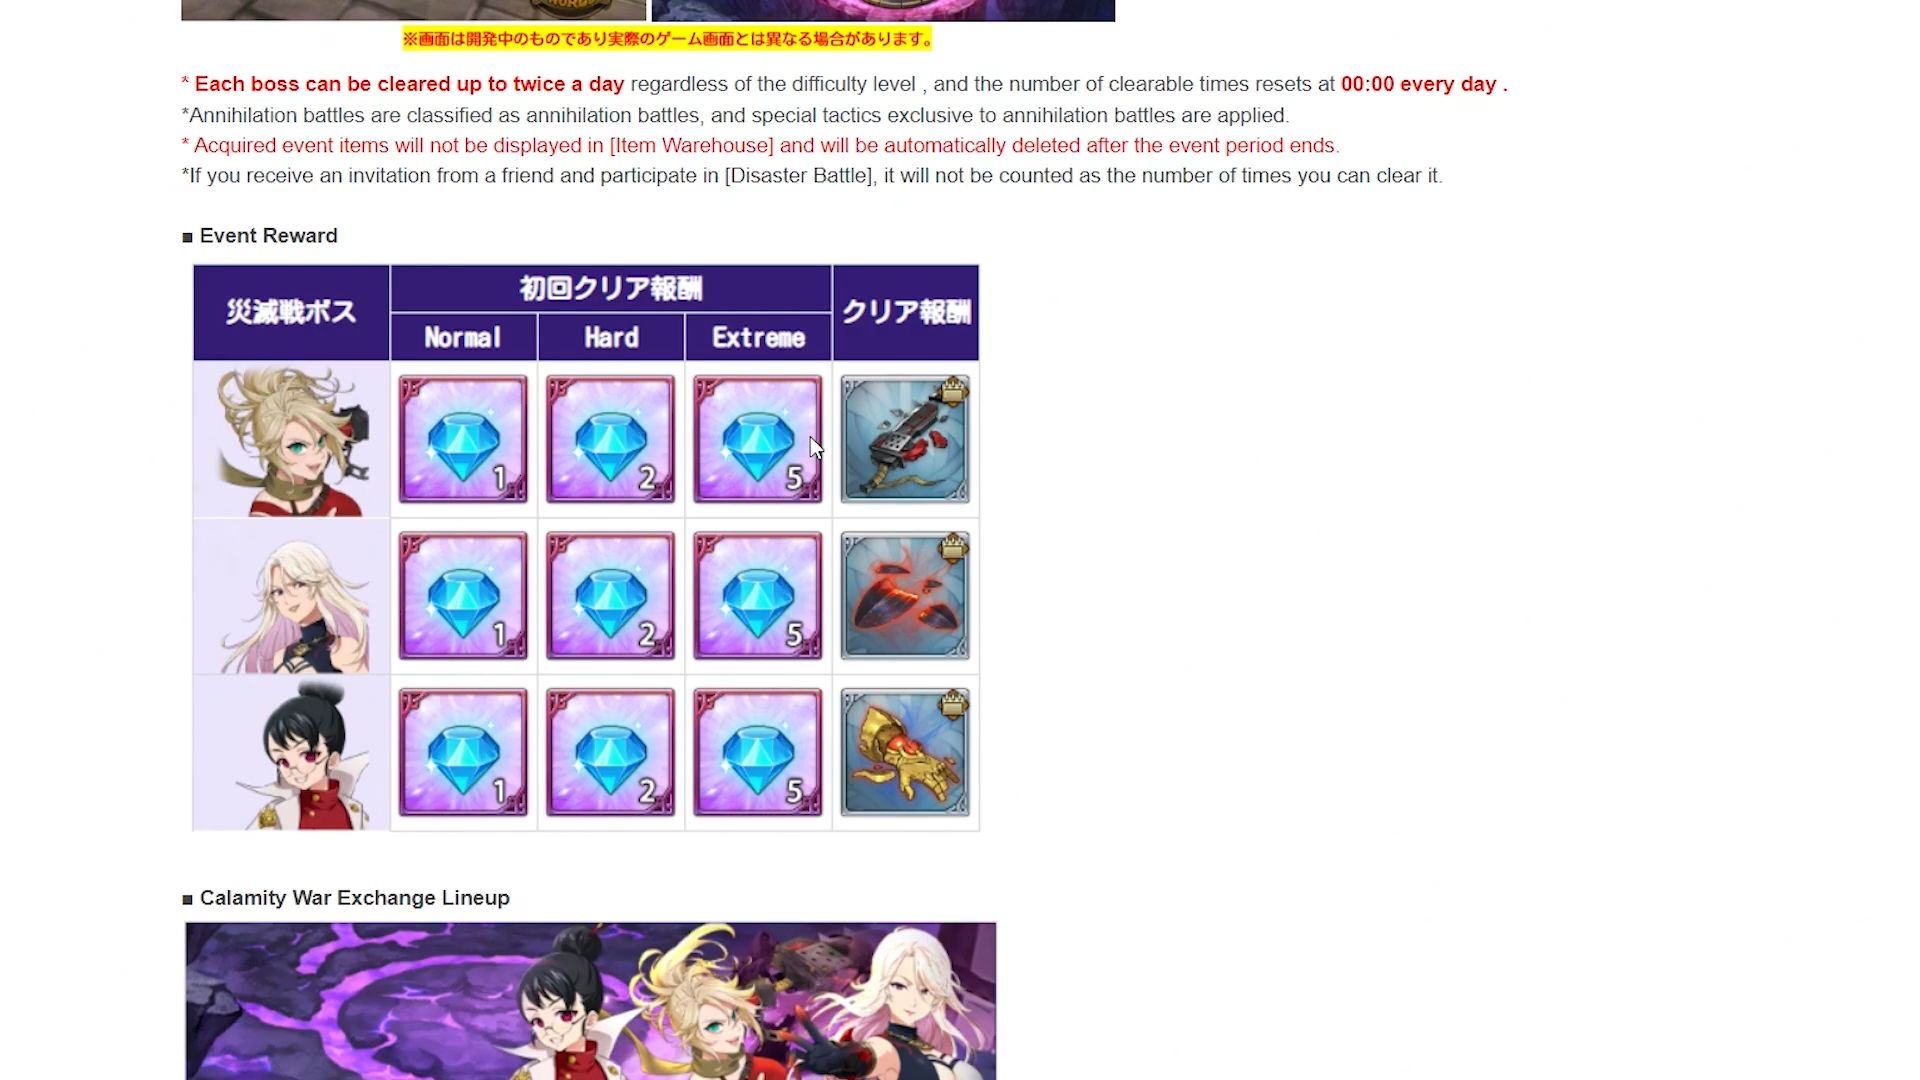 ※画面は開発中のものであり実際のゲーム画面とは異なる場合があります。
* Each boss can be cleared up to twice a day regardless of the difficulty level , and the number of clearable times resets at 00:00 every day .
*Annihilation battles are classified as annihilation battles, and special tactics exclusive to annihilation battles are applied.
* Acquired event items will not be displayed in [Item Warehouse] and will be automatically deleted after the event period ends.
*If you receive an invitation from a friend and participate in [Disaster Battle], it will not be counted as the number of times you can clear it.
■ Event Reward
災滅戦ボス 初回クリア報酬 クリア報酬
Normal Hard Extreme
1 2 5
1 2 5
1 2 5
■ Calamity War Exchange Lineup